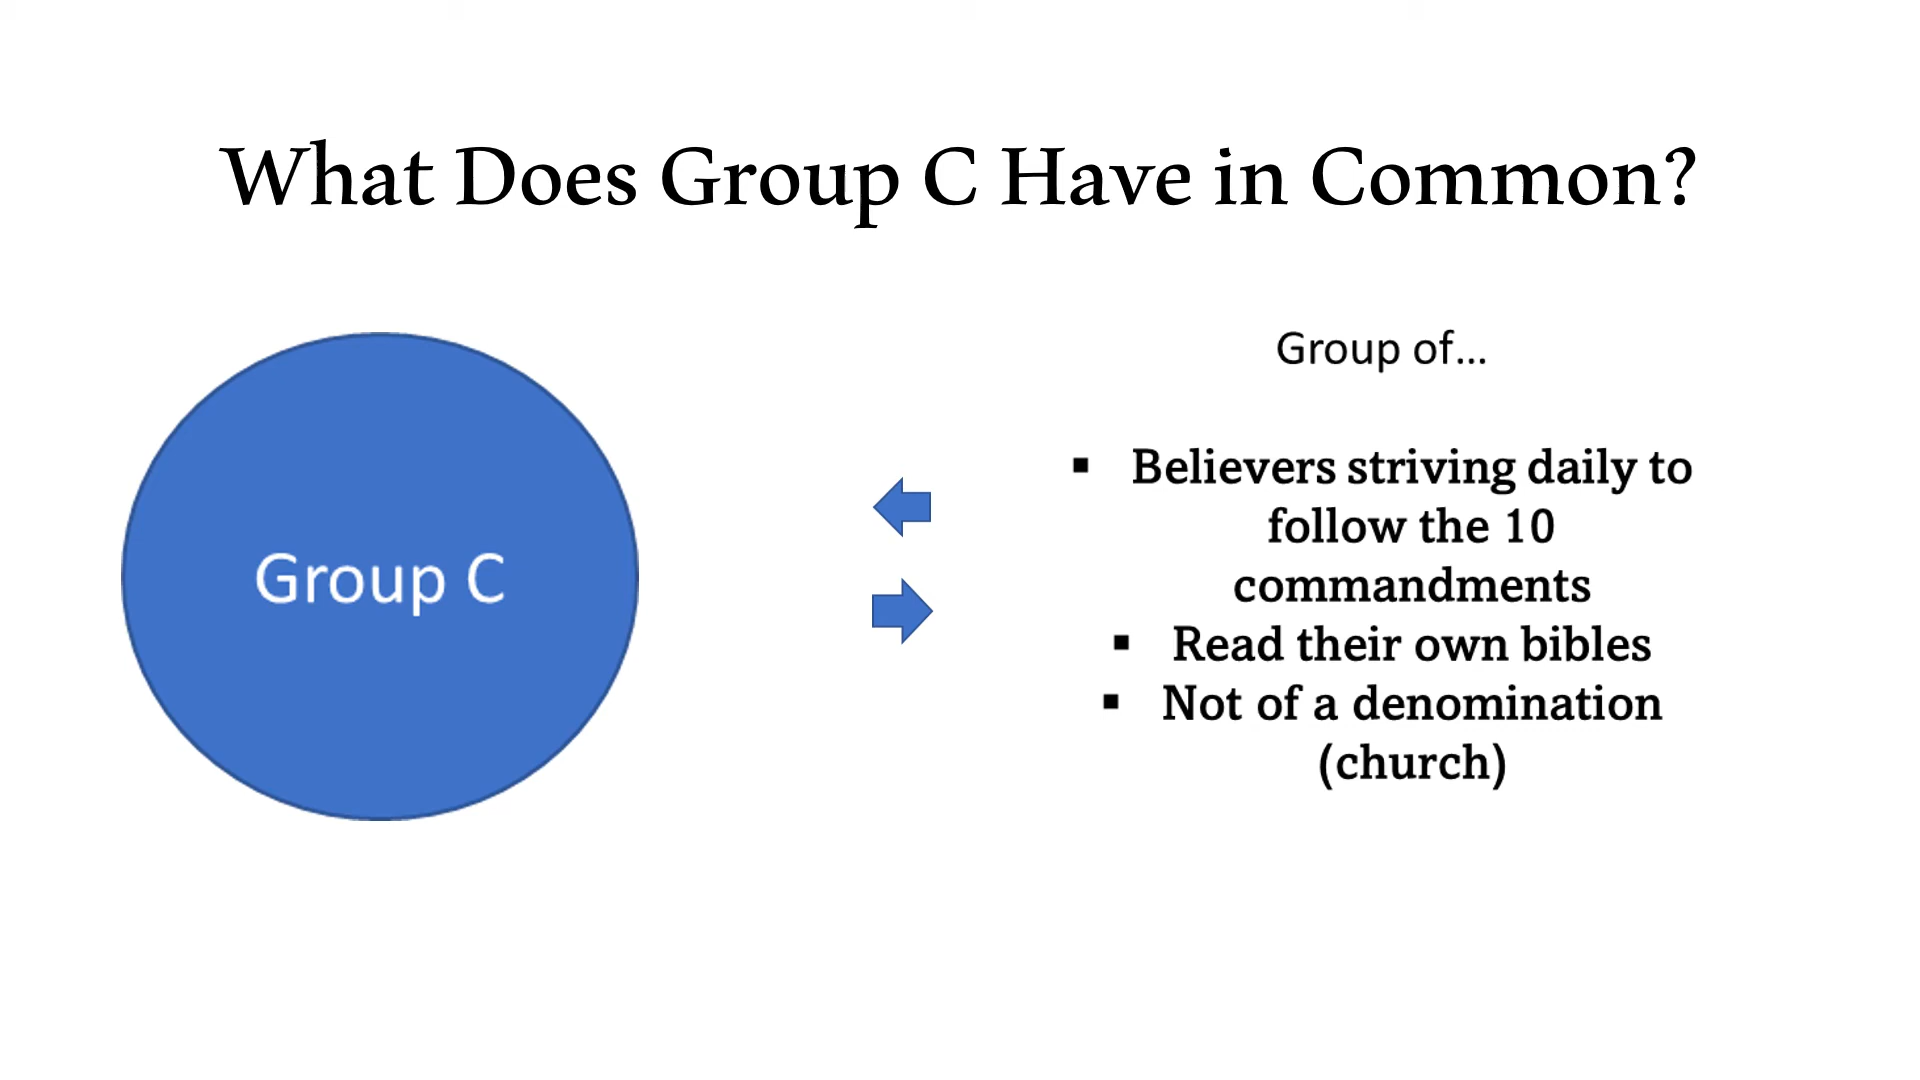 What Does Group C Have in Common?
Group C
Group of...
▪ Believers striving daily to
follow the 10
commandments
▪ Read their own bibles
▪ Not of a denomination
(church)